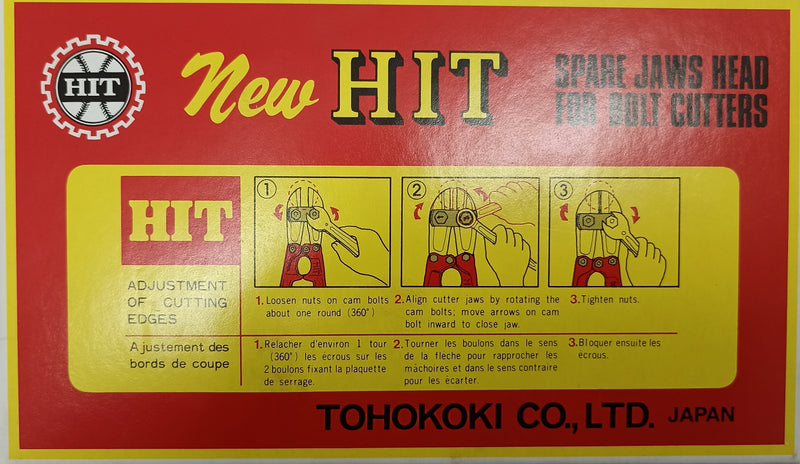 HIT
New HIT
SPARE JAWS HEAD
FOR BOLT CUTTERS
HIT
ADJUSTMENT
OF CUTTING
EDGES
1
2
3
1. Loosen nuts on cam bolts
about one round (360°)
2. Align cutter jaws by rotating the
cam bolts; move arrows on cam
bolt inward to close jaw.
3. Tighten nuts.
Ajustement des
bords de coupe
1. Relacher d'environ 1 tour
(360°) les écrous sur les
2 boulons fixant la plaquette
de serrage.
2. Tourner les boulons dans le sens
de la fleche pour rapprocher les
mâchoires et dans le sens contraire
pour les écarter.
3. Bloquer ensuite les
écrous.
TOHOKOKI CO., LTD. JAPAN